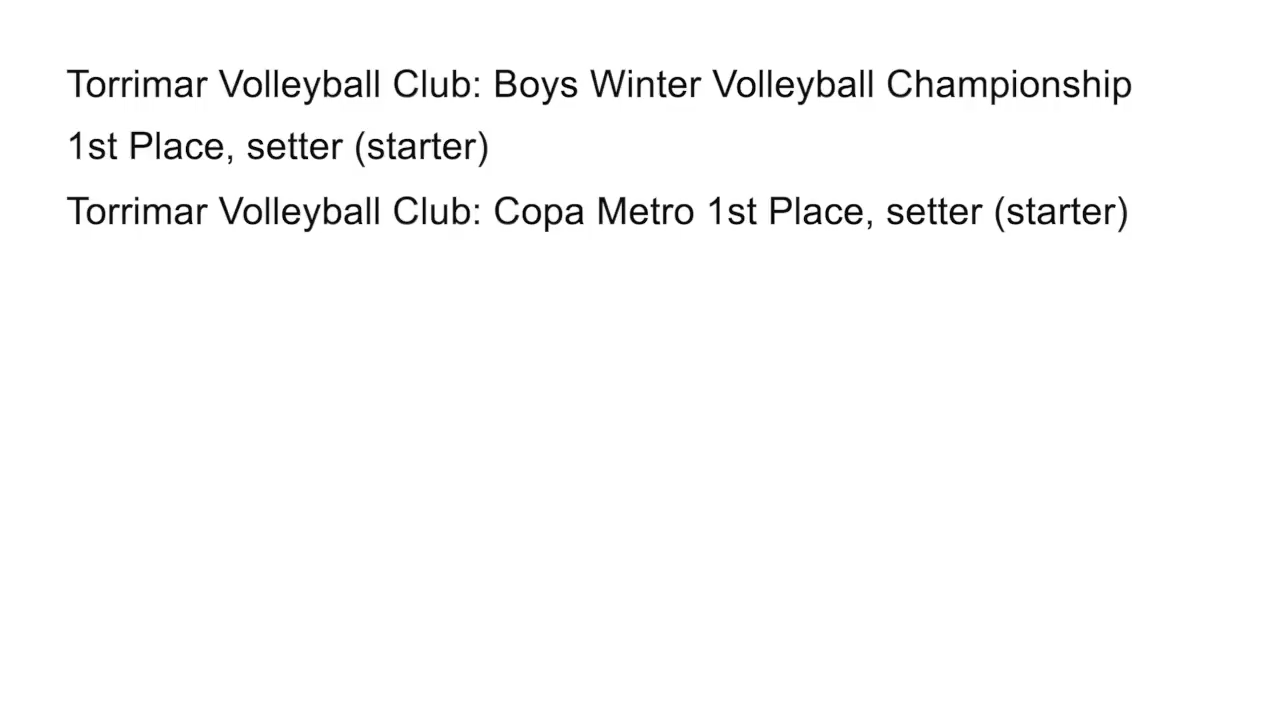 Torrimar Volleyball Club: Boys Winter Volleyball Championship
1st Place, setter (starter)
Torrimar Volleyball Club: Copa Metro 1st Place, setter (starter)